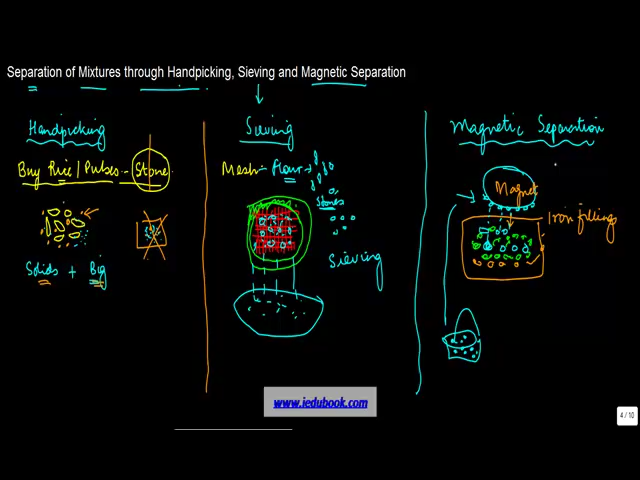 Separation of Mixtures through Handpicking, Sieving and Magnetic Separation
Handpicking
Buy Rice / Pulses - Stone
Solids + Big
Sieving
Mesh - Flour →
Stones
Sieving
Magnetic Separation
Magnet
Iron fillings
www.iedubook.com
4 / 10